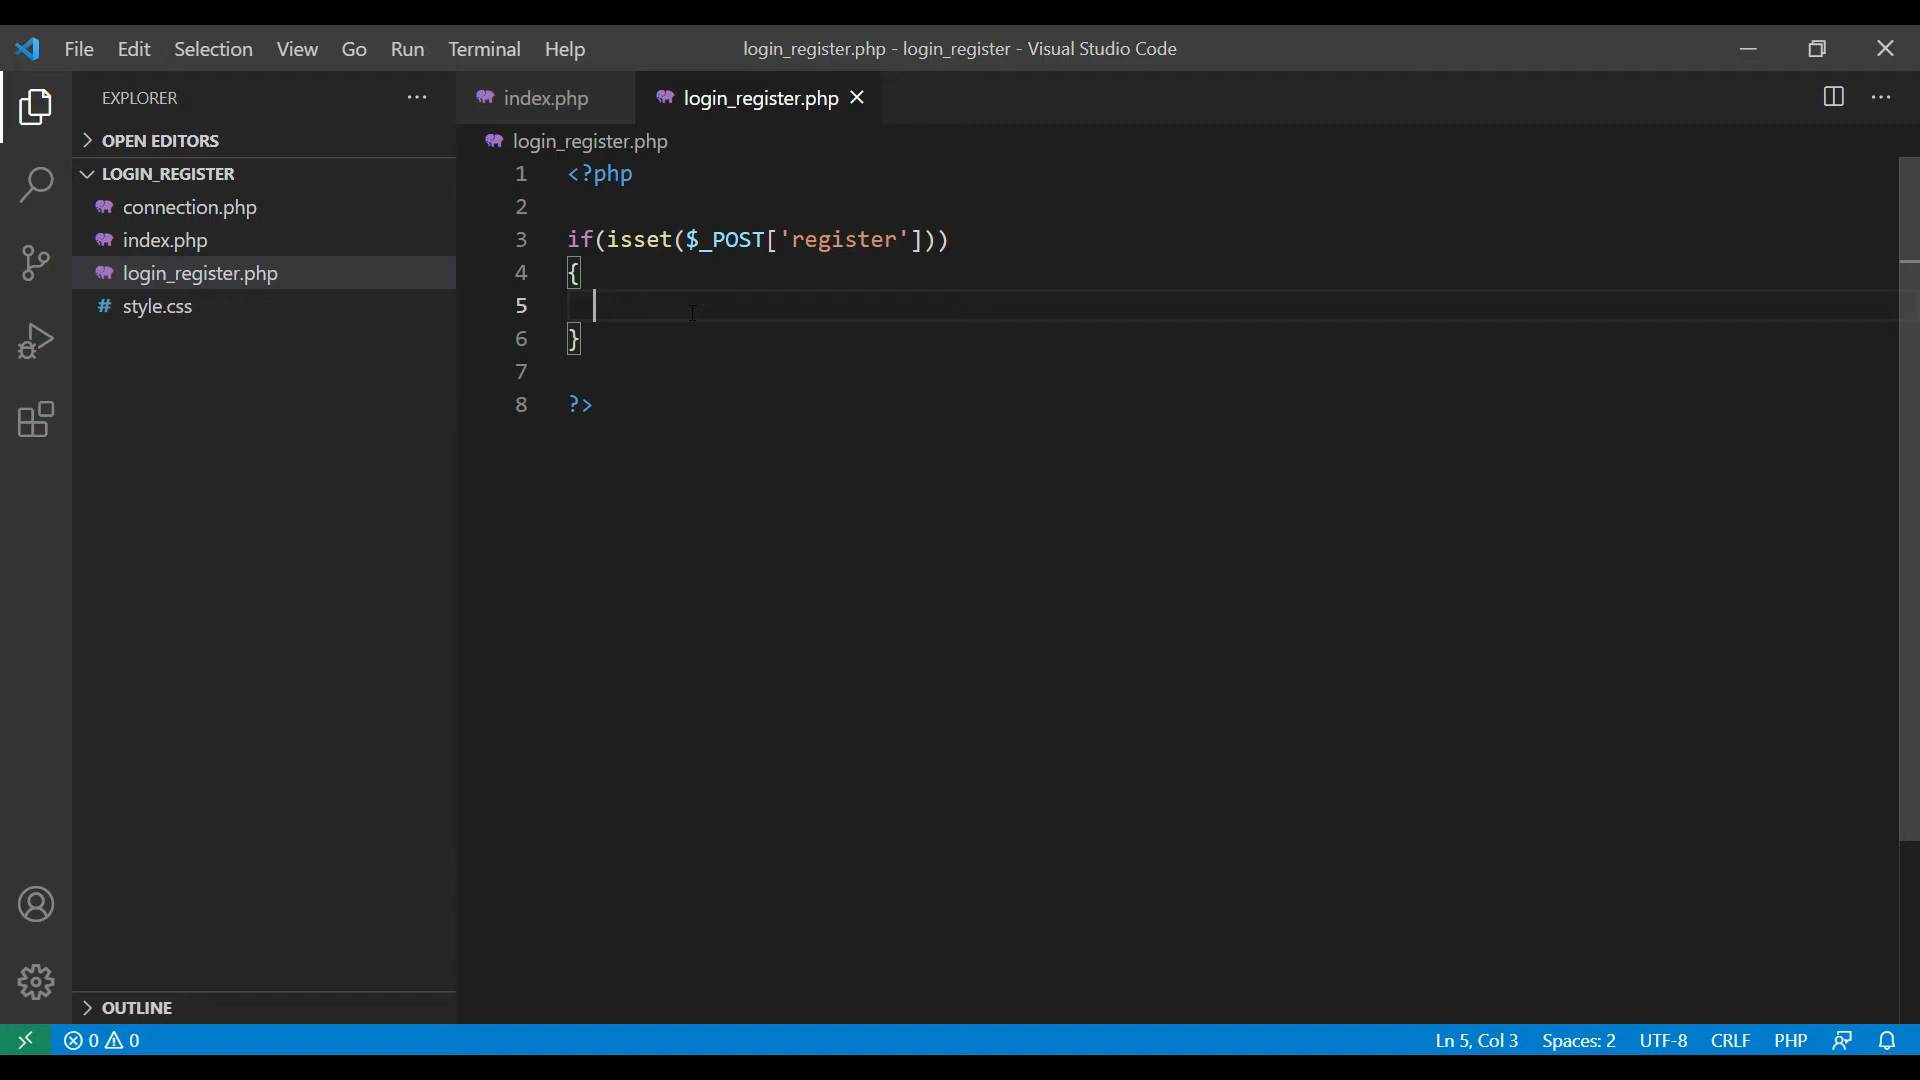 File Edit Selection View Go Run Terminal Help login_register.php - login_register - Visual Studio Code
EXPLORER
OPEN EDITORS
LOGIN_REGISTER
connection.php
index.php
login_register.php
# style.css
OUTLINE
index.php login_register.php
login_register.php
1 <?php
2
3 if(isset($_POST['register']))
4 {
5
6 }
7
8 ?>
0 0 Ln 5, Col 3 Spaces: 2 UTF-8 CRLF PHP